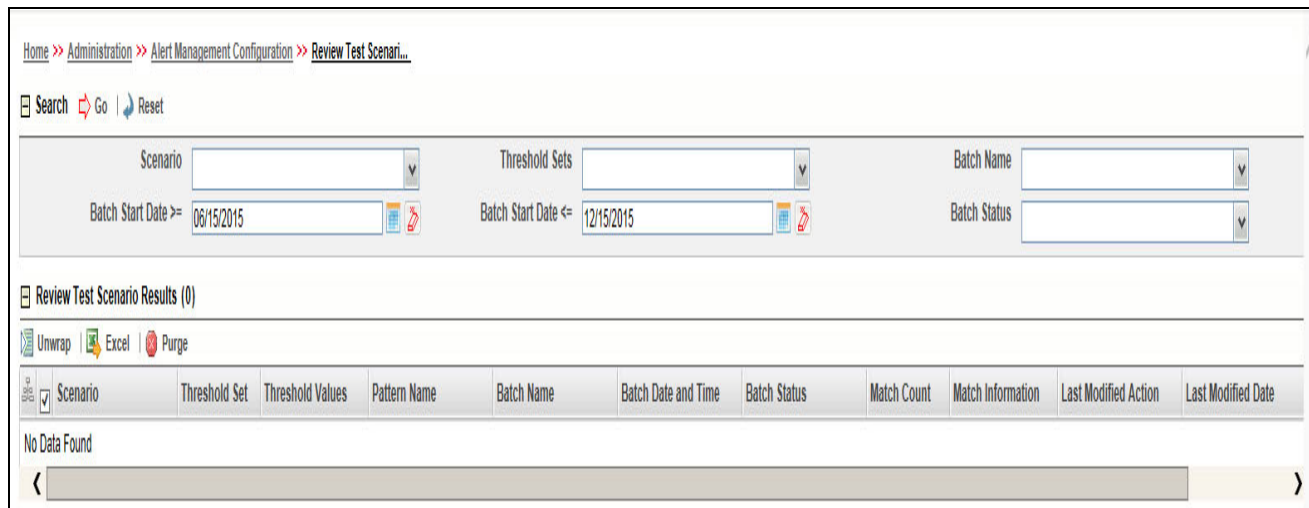 Home >> Administration >> Alert Management Configuration >> Review Test Scenari...
Search Go | Reset
Scenario Threshold Sets Batch Name
Batch Start Date >= 06/15/2015 Batch Start Date <= 12/15/2015 Batch Status
Review Test Scenario Results (0)
Unwrap | Excel | Purge
Scenario Threshold Set Threshold Values Pattern Name Batch Name Batch Date and Time Batch Status Match Count Match Information Last Modified Action Last Modified Date
No Data Found